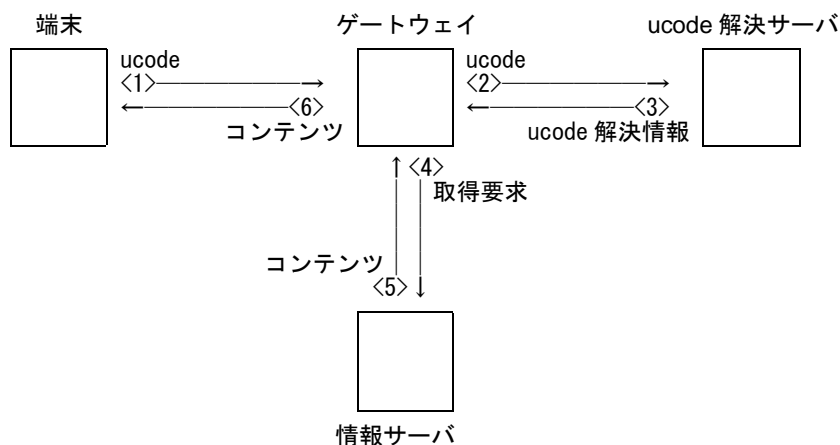 端末 ゲートウェイ ucode 解決サーバ
ucode ucode
<1> <2>
<6> <3>
コンテンツ ucode 解決情報
<4>
取得要求
コンテンツ
<5>
情報サーバ